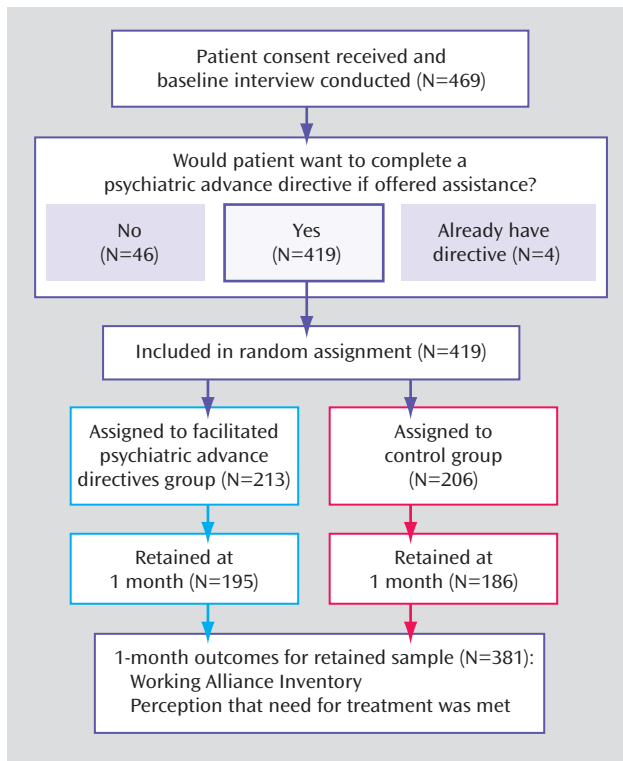 Patient consent received and
baseline interview conducted (N=469)
Would patient want to complete a
psychiatric advance directive if offered assistance?
No
(N=46)
Yes
(N=419)
Already have
directive (N=4)
Included in random assignment (N=419)
Assigned to facilitated
psychiatric advance
directives group (N=213)
Assigned to
control group
(N=206)
Retained at
1 month (N=195)
Retained at
1 month (N=186)
1-month outcomes for retained sample (N=381):
Working Alliance Inventory
Perception that need for treatment was met